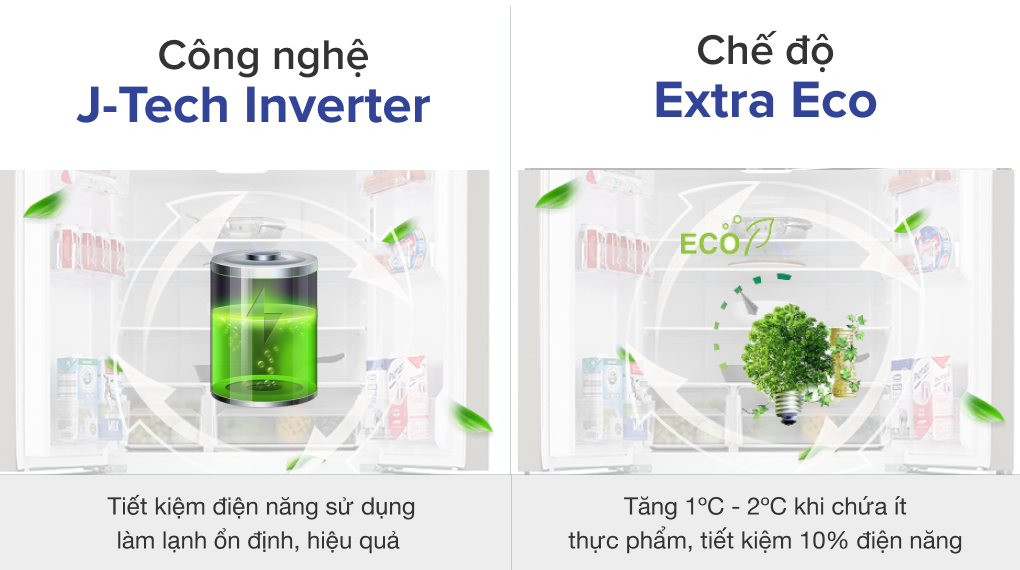 Công nghệ
J-Tech Inverter
Tiết kiệm điện năng sử dụng
làm lạnh ổn định, hiệu quả
Chế độ
Extra Eco
ECO
Tăng 1ºC - 2ºC khi chứa ít
thực phẩm, tiết kiệm 10% điện năng